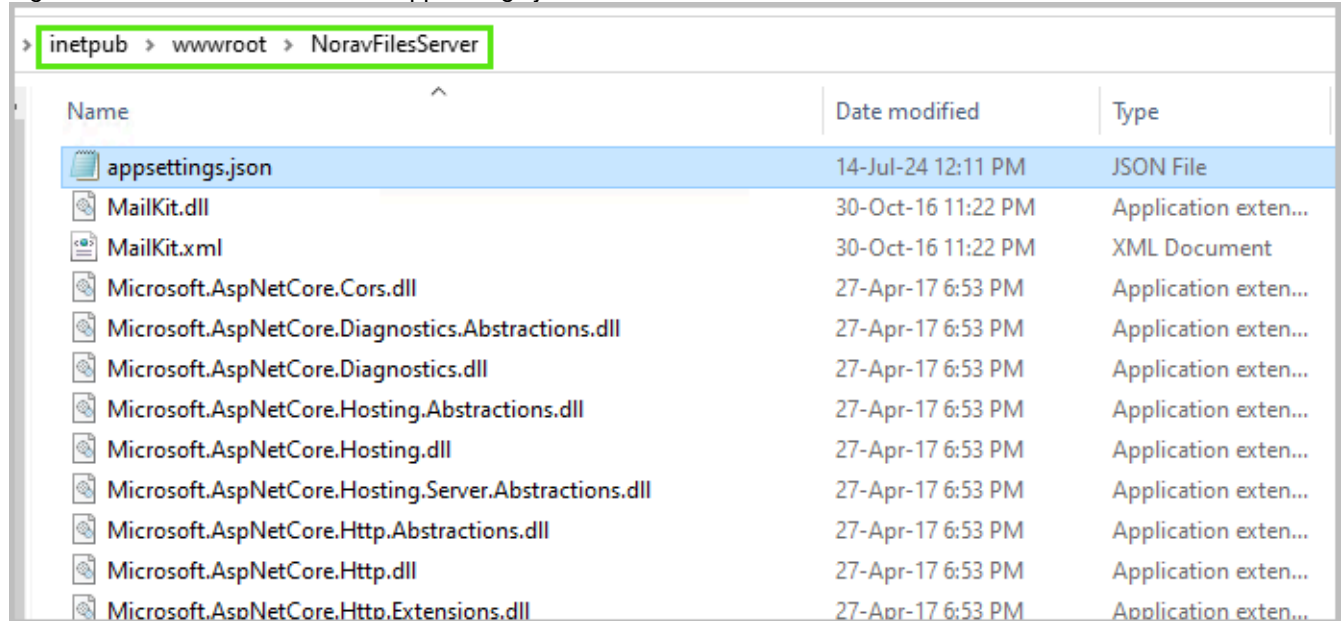 > inetpub > wwwroot > NoravFilesServer
Name Date modified Type
appsettings.json 14-Jul-24 12:11 PM JSON File
MailKit.dll 30-Oct-16 11:22 PM Application exten...
MailKit.xml 30-Oct-16 11:22 PM XML Document
Microsoft.AspNetCore.Cors.dll 27-Apr-17 6:53 PM Application exten...
Microsoft.AspNetCore.Diagnostics.Abstractions.dll 27-Apr-17 6:53 PM Application exten...
Microsoft.AspNetCore.Diagnostics.dll 27-Apr-17 6:53 PM Application exten...
Microsoft.AspNetCore.Hosting.Abstractions.dll 27-Apr-17 6:53 PM Application exten...
Microsoft.AspNetCore.Hosting.dll 27-Apr-17 6:53 PM Application exten...
Microsoft.AspNetCore.Hosting.Server.Abstractions.dll 27-Apr-17 6:53 PM Application exten...
Microsoft.AspNetCore.Http.Abstractions.dll 27-Apr-17 6:53 PM Application exten...
Microsoft.AspNetCore.Http.dll 27-Apr-17 6:53 PM Application exten...
Microsoft.AspNetCore.Http.Extensions.dll 27-Apr-17 6:53 PM Application exten...